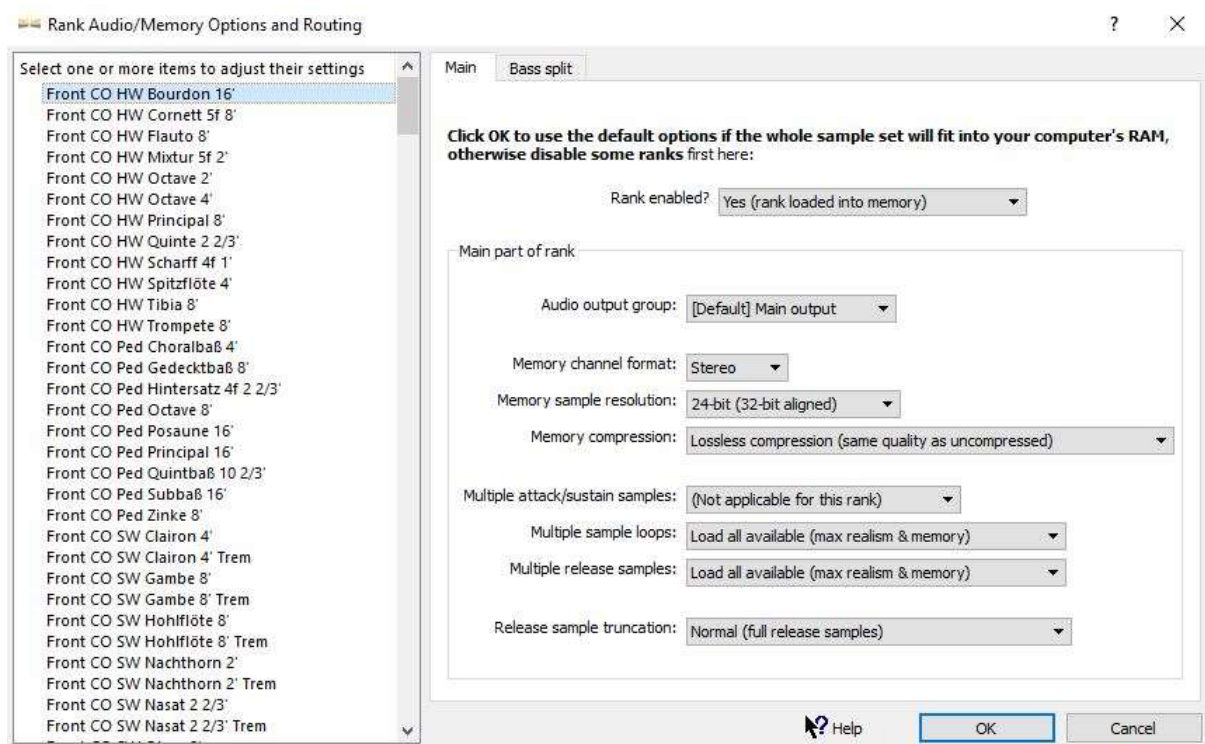 Rank Audio/Memory Options and Routing
?
Select one or more items to adjust their settings
Front CO HW Bourdon 16'
Front CO HW Cornett 5f 8'
Front CO HW Flauto 8'
Front CO HW Mixtur 5f 2'
Front CO HW Octave 2'
Front CO HW Octave 4'
Front CO HW Principal 8'
Front CO HW Quinte 2 2/3'
Front CO HW Scharff 4f 1'
Front CO HW Spitzflöte 4'
Front CO HW Tibia 8'
Front CO HW Trompete 8'
Front CO Ped Choralbaß 4'
Front CO Ped Gedecktbaß 8'
Front CO Ped Hintersatz 4f 2 2/3'
Front CO Ped Octave 8'
Front CO Ped Posaune 16'
Front CO Ped Principal 16'
Front CO Ped Quintbaß 10 2/3'
Front CO Ped Subbaß 16'
Front CO Ped Zinke 8'
Front CO SW Clairon 4'
Front CO SW Clairon 4' Trem
Front CO SW Gambe 8'
Front CO SW Gambe 8' Trem
Front CO SW Hohlflöte 8'
Front CO SW Hohlflöte 8' Trem
Front CO SW Nachthorn 2'
Front CO SW Nachthorn 2' Trem
Front CO SW Nasat 2 2/3'
Front CO SW Nasat 2 2/3' Trem
Main
Bass split
Click OK to use the default options if the whole sample set will fit into your computer's RAM,
otherwise disable some ranks first here:
Rank enabled? Yes (rank loaded into memory)
Main part of rank
Audio output group: [Default] Main output
Memory channel format: Stereo
Memory sample resolution: 24-bit (32-bit aligned)
Memory compression: Lossless compression (same quality as uncompressed)
Multiple attack/sustain samples: (Not applicable for this rank)
Multiple sample loops: Load all available (max realism & memory)
Multiple release samples: Load all available (max realism & memory)
Release sample truncation: Normal (full release samples)
Help
OK
Cancel